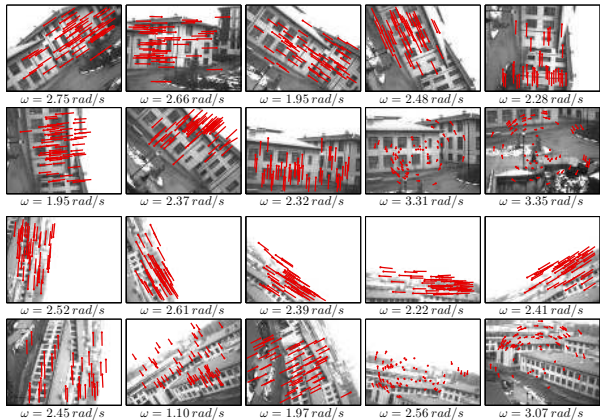 ω = 2.75 rad/s ω = 2.66 rad/s ω = 1.95 rad/s ω = 2.48 rad/s ω = 2.28 rad/s
ω = 1.95 rad/s ω = 2.37 rad/s ω = 2.32 rad/s ω = 3.31 rad/s ω = 3.35 rad/s
ω = 2.52 rad/s ω = 2.61 rad/s ω = 2.39 rad/s ω = 2.22 rad/s ω = 2.41 rad/s
ω = 2.45 rad/s ω = 1.10 rad/s ω = 1.97 rad/s ω = 2.56 rad/s ω = 3.07 rad/s